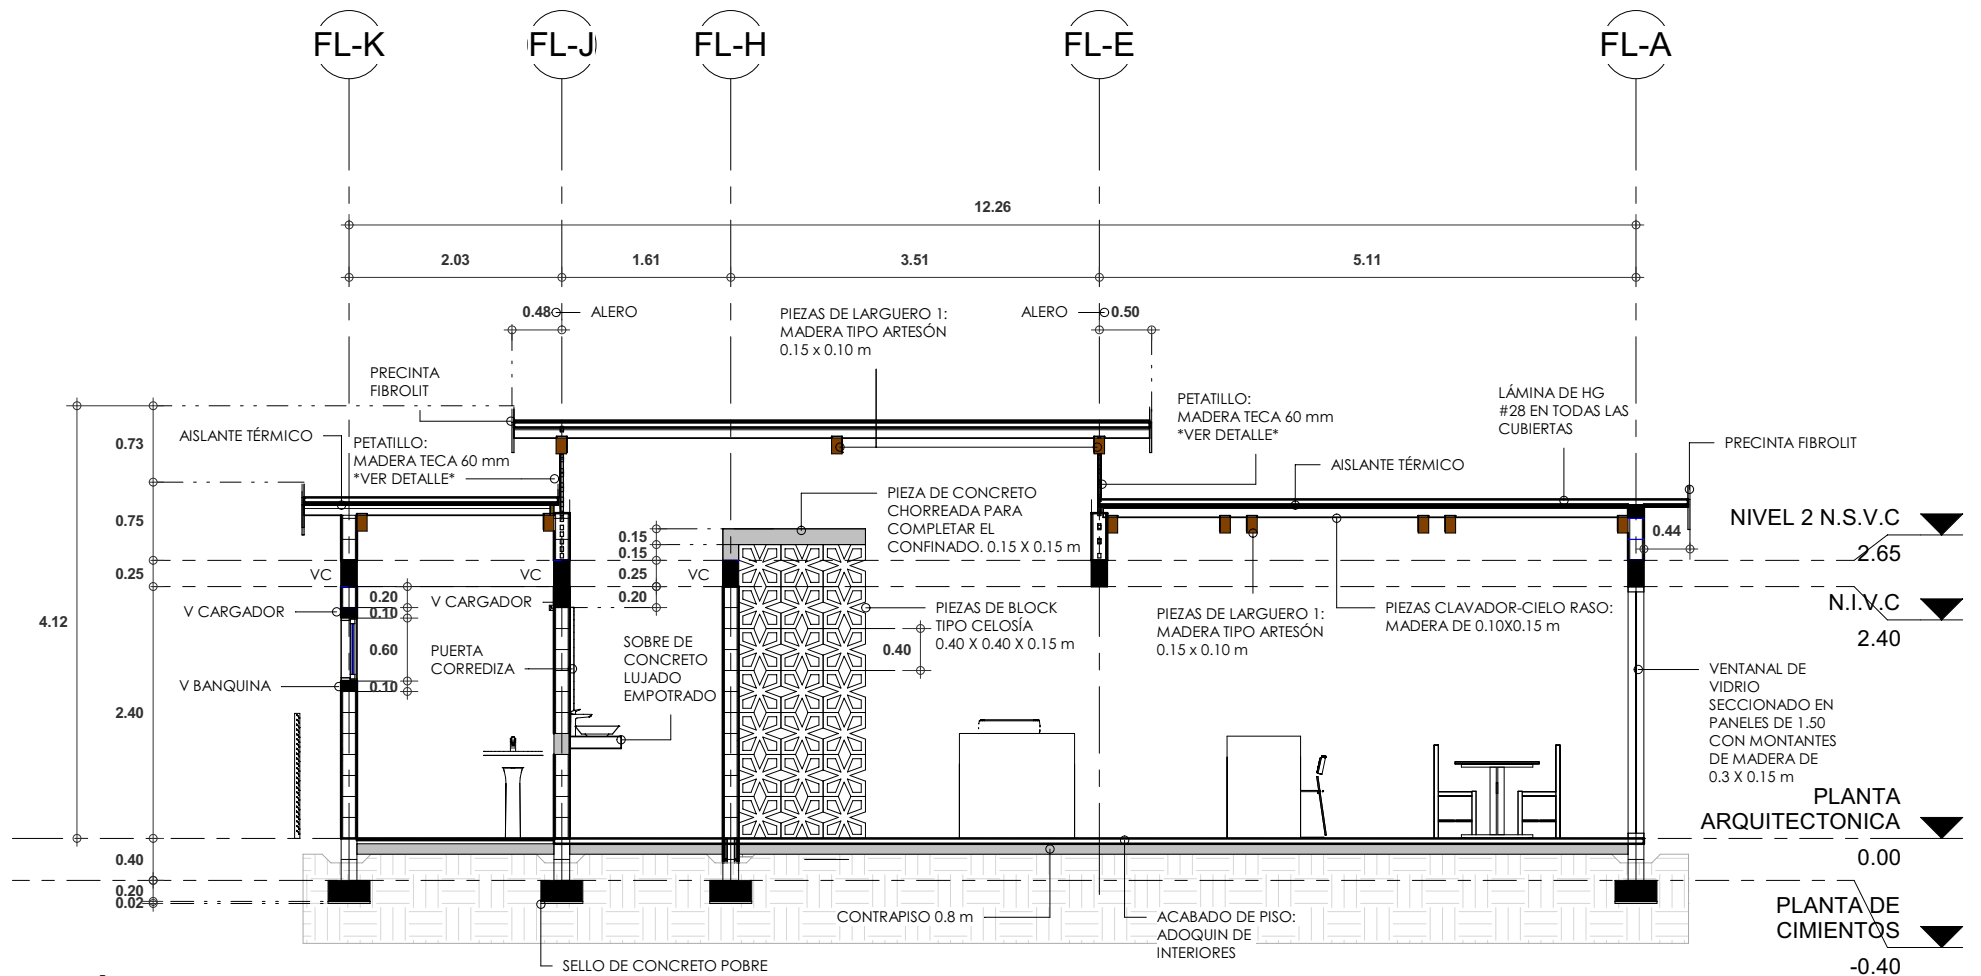 FL-K
FL-J
FL-H
FL-E
FL-A
12.26
2.03
1.61
3.51
5.11
0.48
ALERO
PIEZAS DE LARGUERO 1:
MADERA TIPO ARTESÓN
0.15 x 0.10 m
ALERO
0.50
PRECINTA
FIBROLIT
PETATILLO:
MADERA TECA 60 mm
*VER DETALLE*
LÁMINA DE HG
#28 EN TODAS LAS
CUBIERTAS
0.73
AISLANTE TÉRMICO
PETATILLO:
MADERA TECA 60 mm
*VER DETALLE*
AISLANTE TÉRMICO
PRECINTA FIBROLIT
PIEZA DE CONCRETO
CHORREADA PARA
COMPLETAR EL
CONFINADO. 0.15 X 0.15 m
0.75
0.15
0.15
0.25
0.20
0.44
NIVEL 2 N.S.V.C
2.65
0.25
VC
VC
VC
0.20
V CARGADOR
V CARGADOR
0.10
4.12
0.60
PUERTA
CORREDIZA
SOBRE DE
CONCRETO
LUJADO
EMPOTRADO
PIEZAS DE BLOCK
TIPO CELOSÍA
0.40 X 0.40 X 0.15 m
0.40
PIEZAS DE LARGUERO 1:
MADERA TIPO ARTESÓN
0.15 x 0.10 m
PIEZAS CLAVADOR-CIELO RASO:
MADERA DE 0.10X0.15 m
N.I.V.C
2.40
V BANQUINA
0.10
2.40
VENTANAL DE
VIDRIO
SECCIONADO EN
PANELES DE 1.50
CON MONTANTES
DE MADERA DE
0.3 X 0.15 m
PLANTA
ARQUITECTONICA
0.00
0.40
0.20
0.02
CONTRAPISO 0.8 m
ACABADO DE PISO:
ADOQUIN DE
INTERIORES
PLANTA DE
CIMIENTOS
-0.40
SELLO DE CONCRETO POBRE